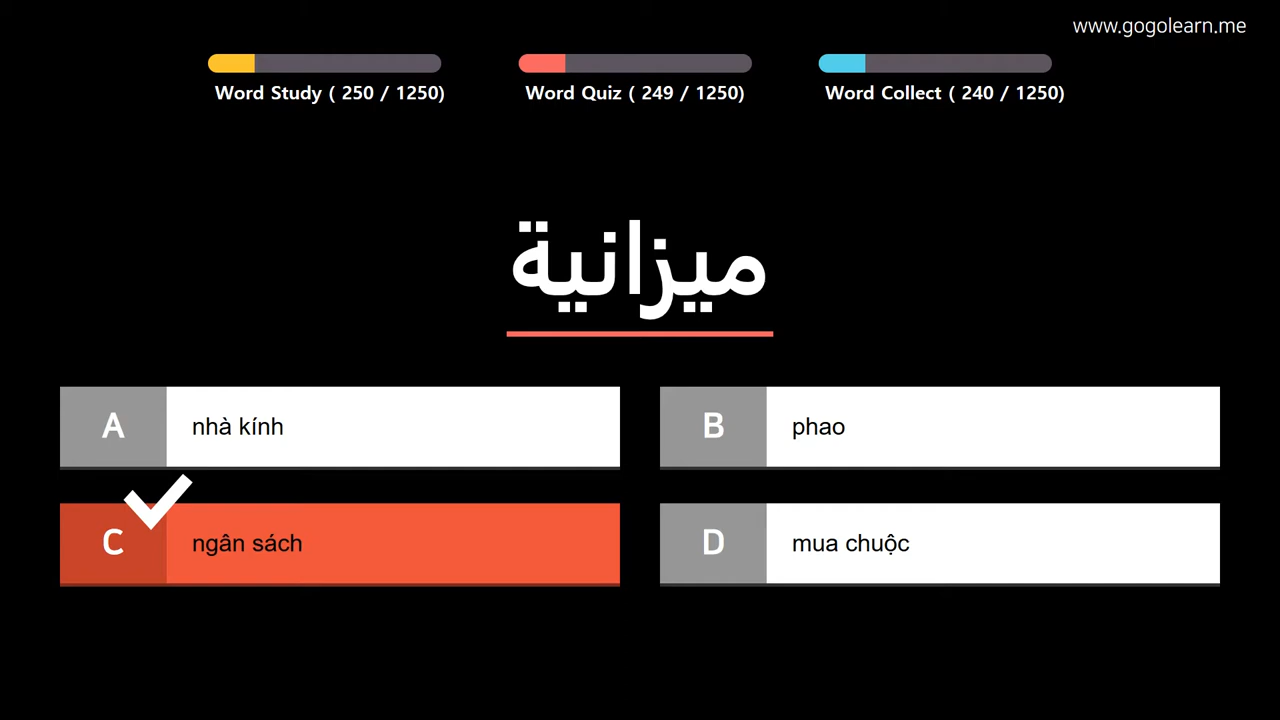 www.gogolearn.me
Word Study ( 250 / 1250)
Word Quiz ( 249 / 1250)
Word Collect ( 240 / 1250)
ميزانية
A nhà kính
B phao
C ngân sách
D mua chuộc